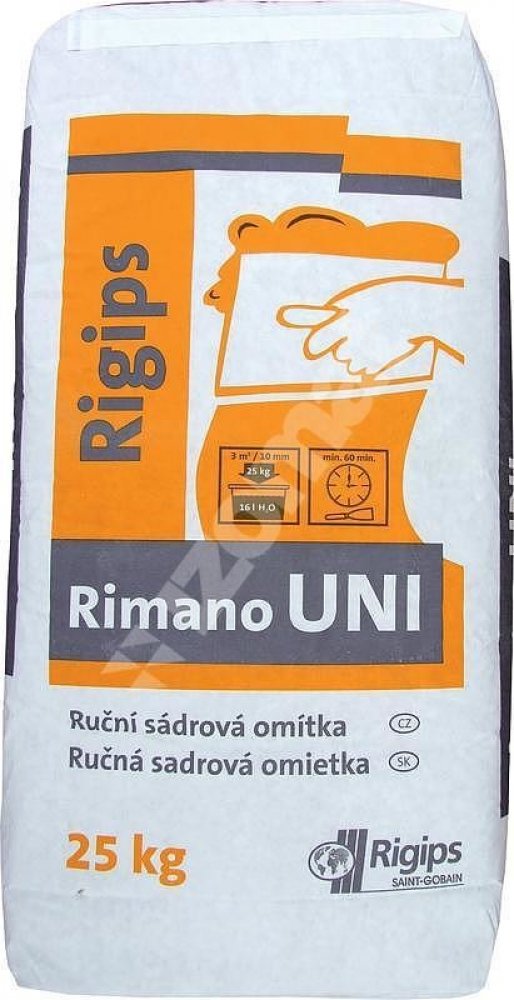 Rigips
3 m² / 10 mm
25 kg
16 l H₂O
min. 60 min.
Rimano UNI
Ruční sádrová omítka CZ
Ručná sadrová omietka SK
25 kg
Rigips
SAINT-GOBAIN
UNI